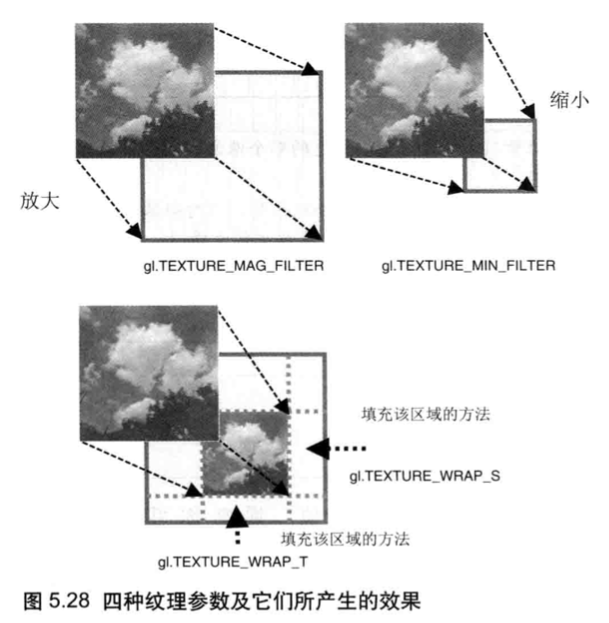 缩小
放大
gl.TEXTURE_MAG_FILTER
gl.TEXTURE_MIN_FILTER
填充该区域的方法
gl.TEXTURE_WRAP_S
填充该区域的方法
gl.TEXTURE_WRAP_T
图 5.28 四种纹理参数及它们所产生的效果